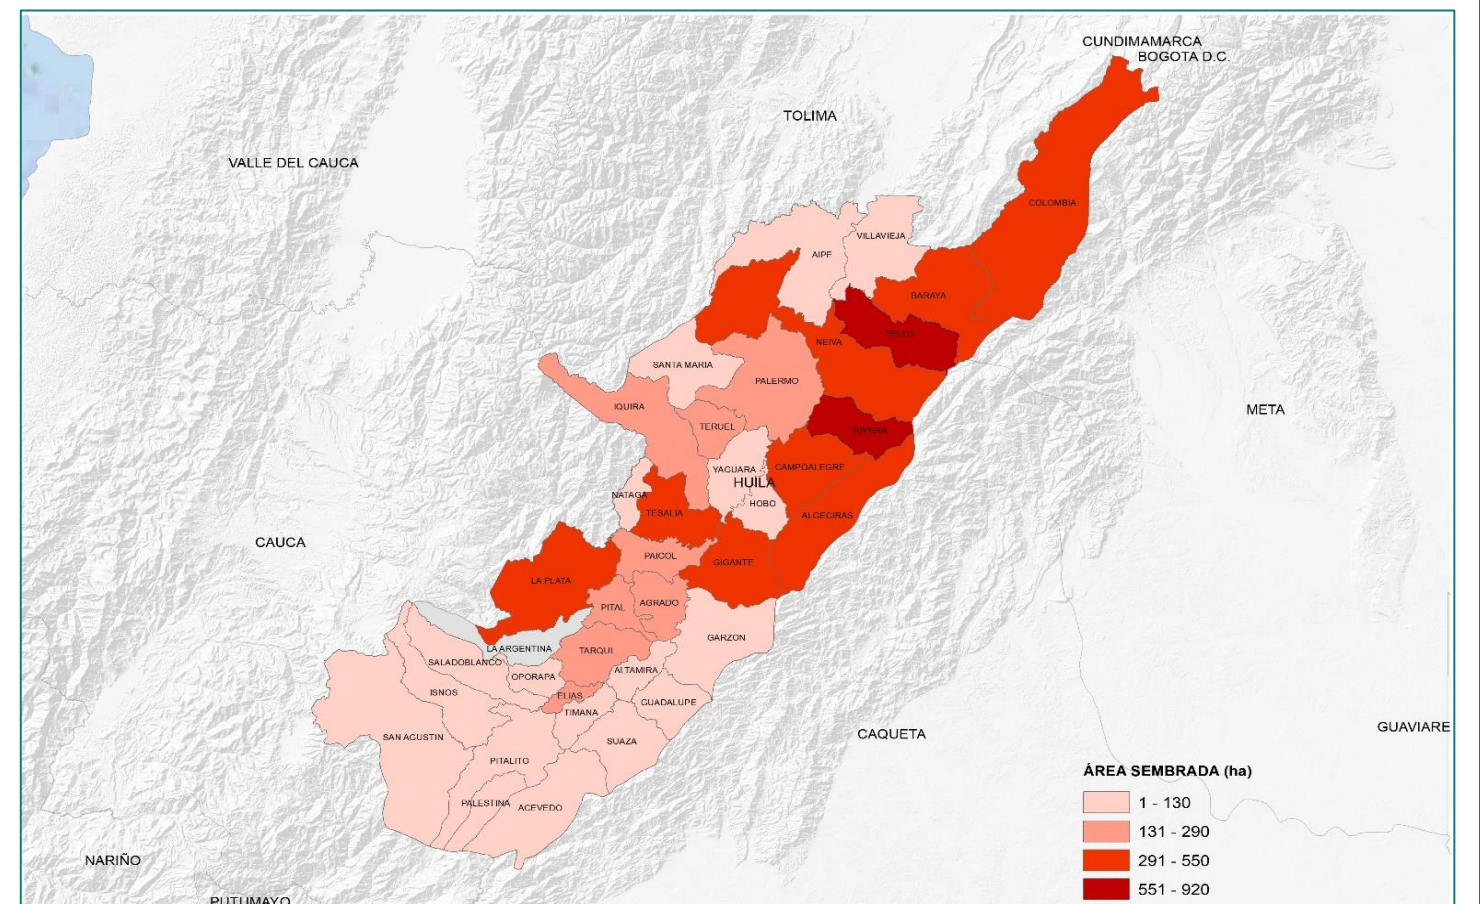 CUNDIMAMARCA
BOGOTA D.C.
TOLIMA
VALLE DEL CAUCA
COLOMBIA
VILLAVIEJA
AIPE
BARAYA
TELLO
NEIVA
SANTA MARIA
PALERMO
IQUIRA
META
TERUEL
RIVERA
YAGUARA
CAMPOALEGRE
HUILA
NATAGA
HOBO
TESALIA
ALGECIRAS
CAUCA
PAICOL
GIGANTE
LA PLATA
PITAL
AGRADO
GARZON
LA ARGENTINA
TARQUI
SALADOBLANCO
ALTAMIRA
OPORAPA
ISNOS
ELIAS
GUADALUPE
TIMANA
GUAVIARE
CAQUETA
SAN AGUSTIN
SUAZA
PITALITO
PALESTINA
ACEVEDO
NARIÑO
PUTUMAYO
ÁREA SEMBRADA (ha)
1 - 130
131 - 290
291 - 550
551 - 920